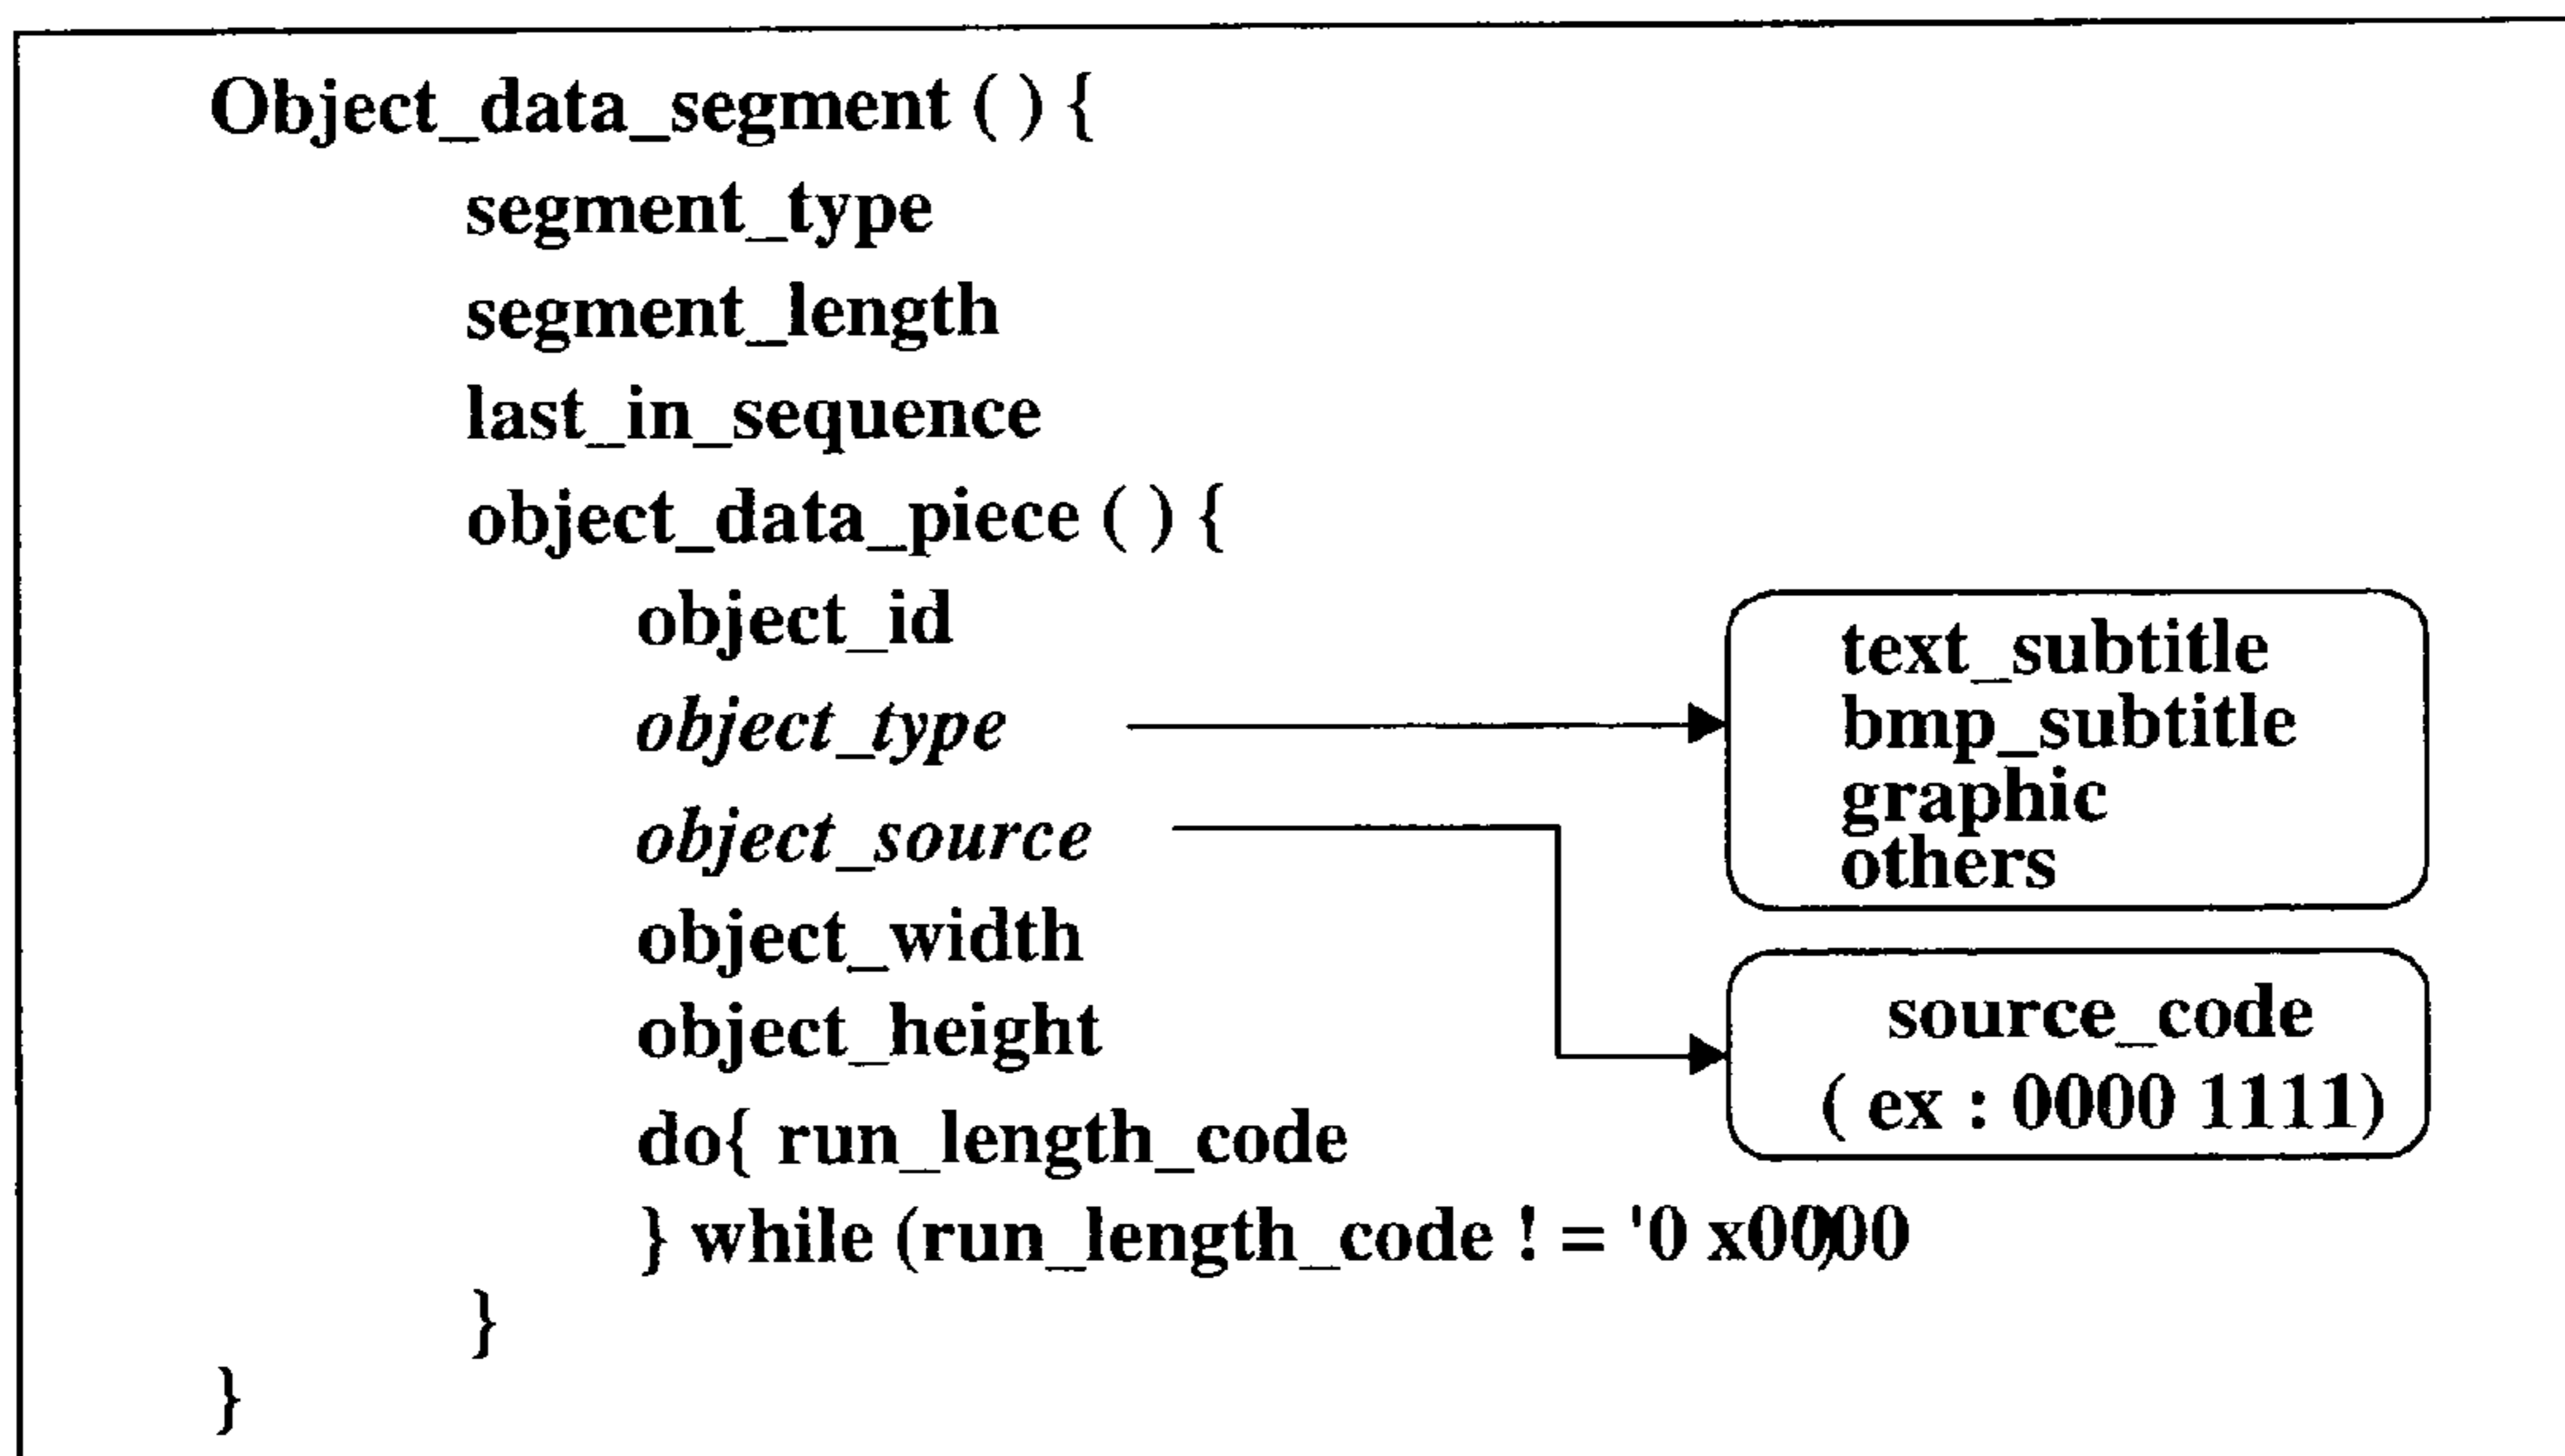 Object_data_segment ( ) {
segment_type
segment_length
last_in_sequence
object_data_piece ( ) {
object_id
object_type
object_source
object_width
object_height
do{ run_length_code
} while (run_length_code ! = '0 x0000)
}
}
text_subtitle
bmp_subtitle
graphic
others
source_code
( ex : 0000 1111)